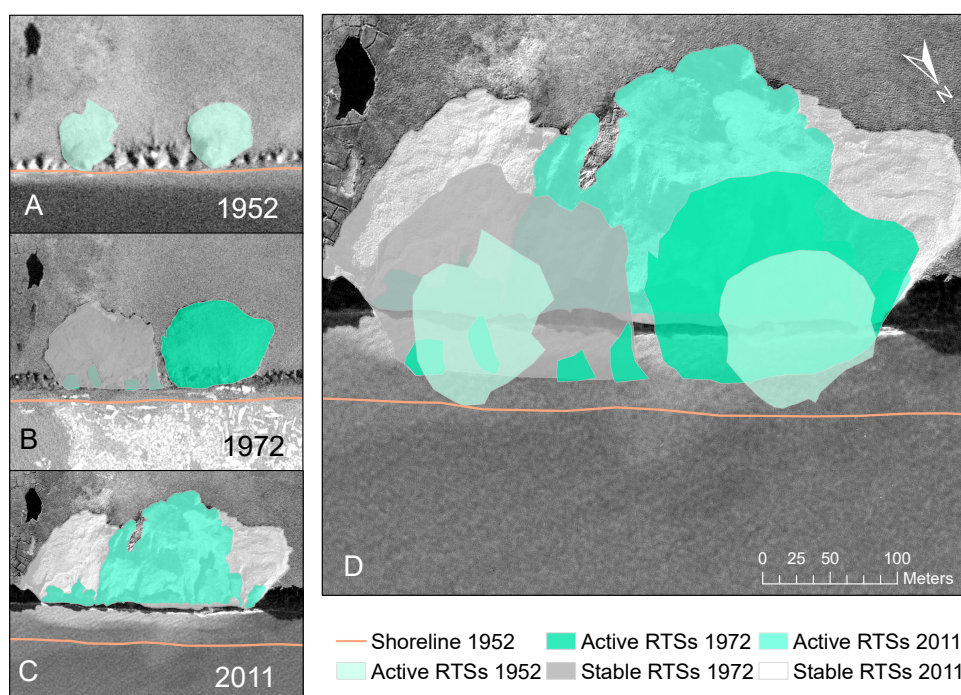 A
1952
B
1972
C
2011
N
D
0 25 50 100
Meters
Shoreline 1952 Active RTSs 1972 Active RTSs 2011
Active RTSs 1952 Stable RTSs 1972 Stable RTSs 2011